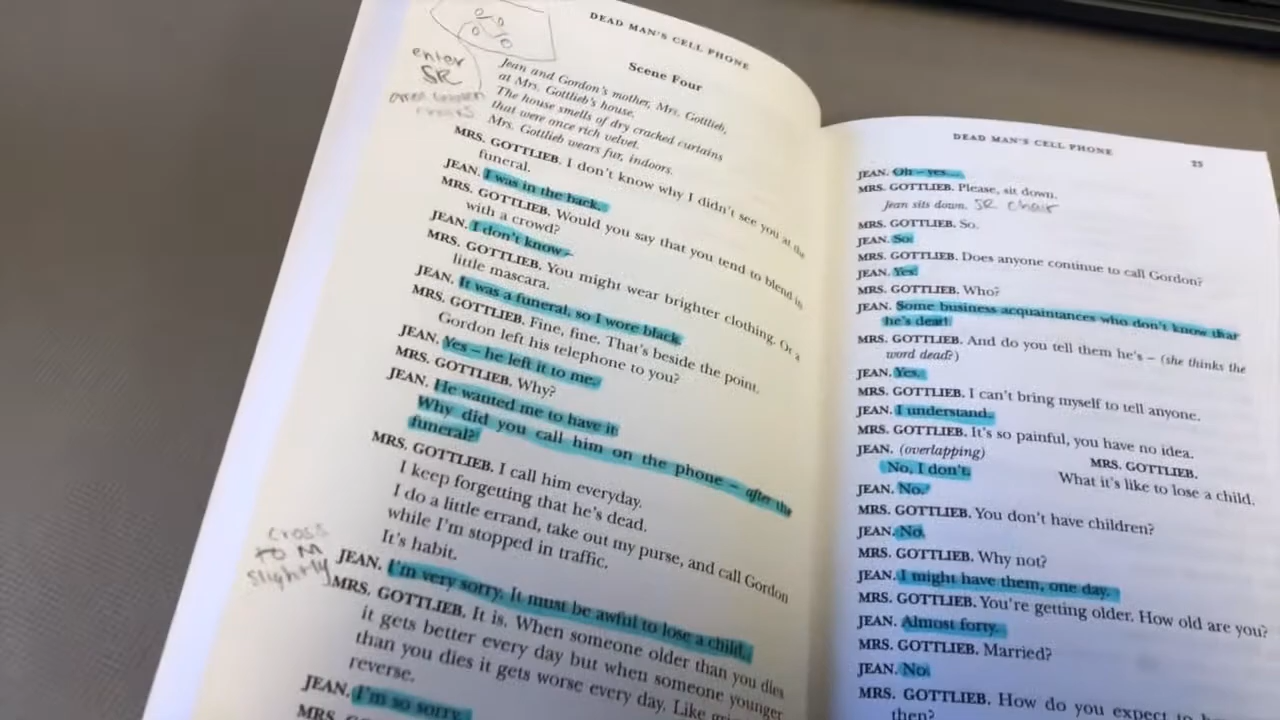 DEAD MAN'S CELL PHONE
enter
SR
Scene Four
Jean and Gordon's mother, Mrs. Gottlieb,
at Mrs. Gottlieb's house.
The house smells of dry cracked curtains
that were once rich velvet.
Mrs. Gottlieb wears fur, indoors.
MRS. GOTTLIEB. I don't know why I didn't see you at the
funeral.
JEAN. I was in the back.
MRS. GOTTLIEB. Would you say that you tend to blend in
with a crowd?
JEAN. I don't know –
MRS. GOTTLIEB. You might wear brighter clothing. Or a
little mascara.
JEAN. It was a funeral, so I wore black.
MRS. GOTTLIEB. Fine, fine. That's beside the point.
Gordon left his telephone to you?
JEAN. Yes – he left it to me.
MRS. GOTTLIEB. Why?
JEAN. He wanted me to have it
Why did you call him on the phone – after the
funeral?
MRS. GOTTLIEB. I call him everyday.
I keep forgetting that he's dead.
I do a little errand, take out my purse, and call Gordon
while I'm stopped in traffic.
It's habit.
cross
to M
slightly
JEAN. I'm very sorry. It must be awful to lose a child.
MRS. GOTTLIEB. It is. When someone older than you dies
it gets better every day but when someone younger
than you dies it gets worse every day. Like
reverse.
JEAN. I'm so sorry.
MRS.
DEAD MAN'S CELL PHONE
JEAN. Oh – yes....
MRS. GOTTLIEB. Please, sit down.
Jean sits down. SR chair
MRS. GOTTLIEB. So.
JEAN. So.
MRS. GOTTLIEB. Does anyone continue to call Gordon?
JEAN. Yes.
MRS. GOTTLIEB. Who?
JEAN. Some business acquaintances who don't know that
he's dead
MRS. GOTTLIEB. And do you tell them he's – (she thinks the
word dead?)
JEAN. Yes.
MRS. GOTTLIEB. I can't bring myself to tell anyone.
JEAN. I understand.
MRS. GOTTLIEB. It's so painful, you have no idea.
JEAN. (overlapping)
No, I don't.
MRS. GOTTLIEB.
What it's like to lose a child.
JEAN. No.
MRS. GOTTLIEB. You don't have children?
JEAN. No.
MRS. GOTTLIEB. Why not?
JEAN. I might have them, one day.
MRS. GOTTLIEB. You're getting older. How old are you?
JEAN. Almost forty.
MRS. GOTTLIEB. Married?
JEAN. No.
MRS. GOTTLIEB. How do you expect to
then?